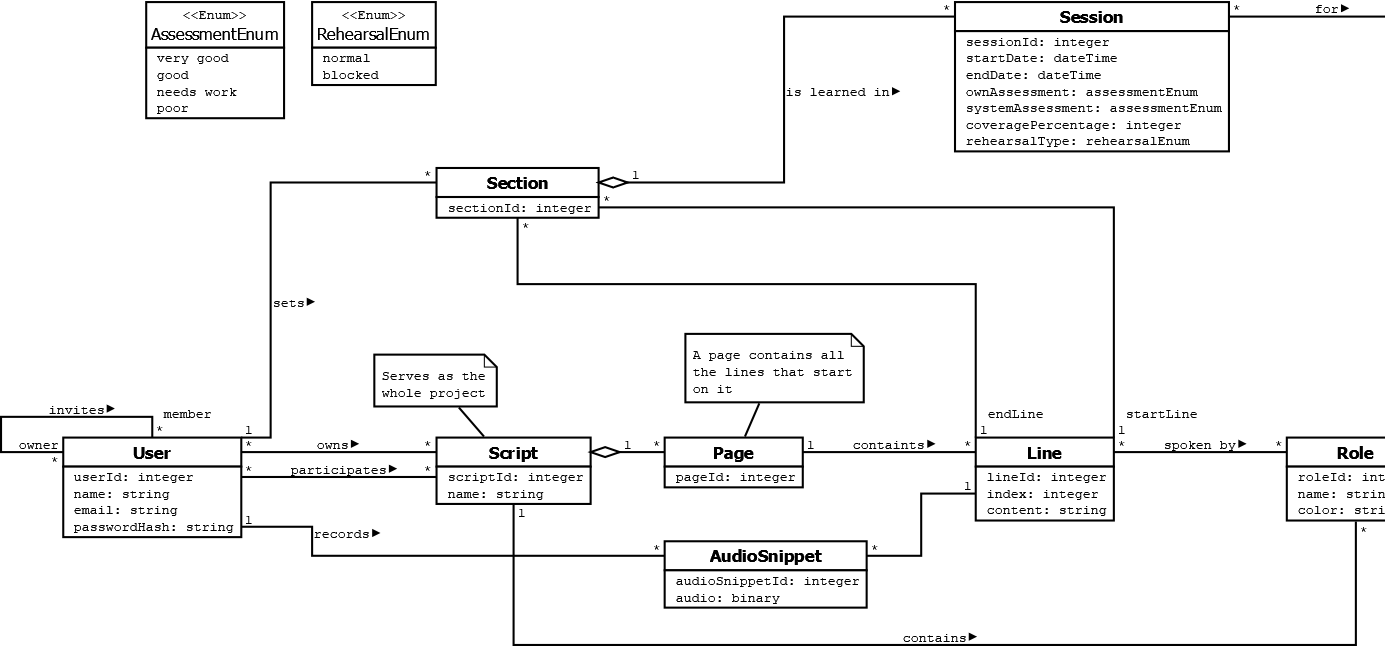 <<Enum>>
AssessmentEnum
very good
good
needs work
poor
<<Enum>>
RehearsalEnum
normal
blocked
*
Session
sessionId: integer
startDate: dateTime
endDate: dateTime
ownAssessment: assessmentEnum
systemAssessment: assessmentEnum
coveragePercentage: integer
rehearsalType: rehearsalEnum
*
for►
is learned in►
*
Section
sectionId: integer
1
*
*
sets►
Serves as the
whole project
A page contains all
the lines that start
on it
invites►
member
owner
*
*
1
User
userId: integer
name: string
email: string
passwordHash: string
*
owns►
*
*
participates►
*
1
records►
*
Script
scriptId: integer
name: string
1
1
*
Page
pageId: integer
1
containts►
*
endLine
1
startLine
1
Line
lineId: integer
index: integer
content: string
1
*
spoken by►
*
Role
roleId: int
name: strin
color: stri
*
AudioSnippet
audioSnippetId: integer
audio: binary
*
contains►